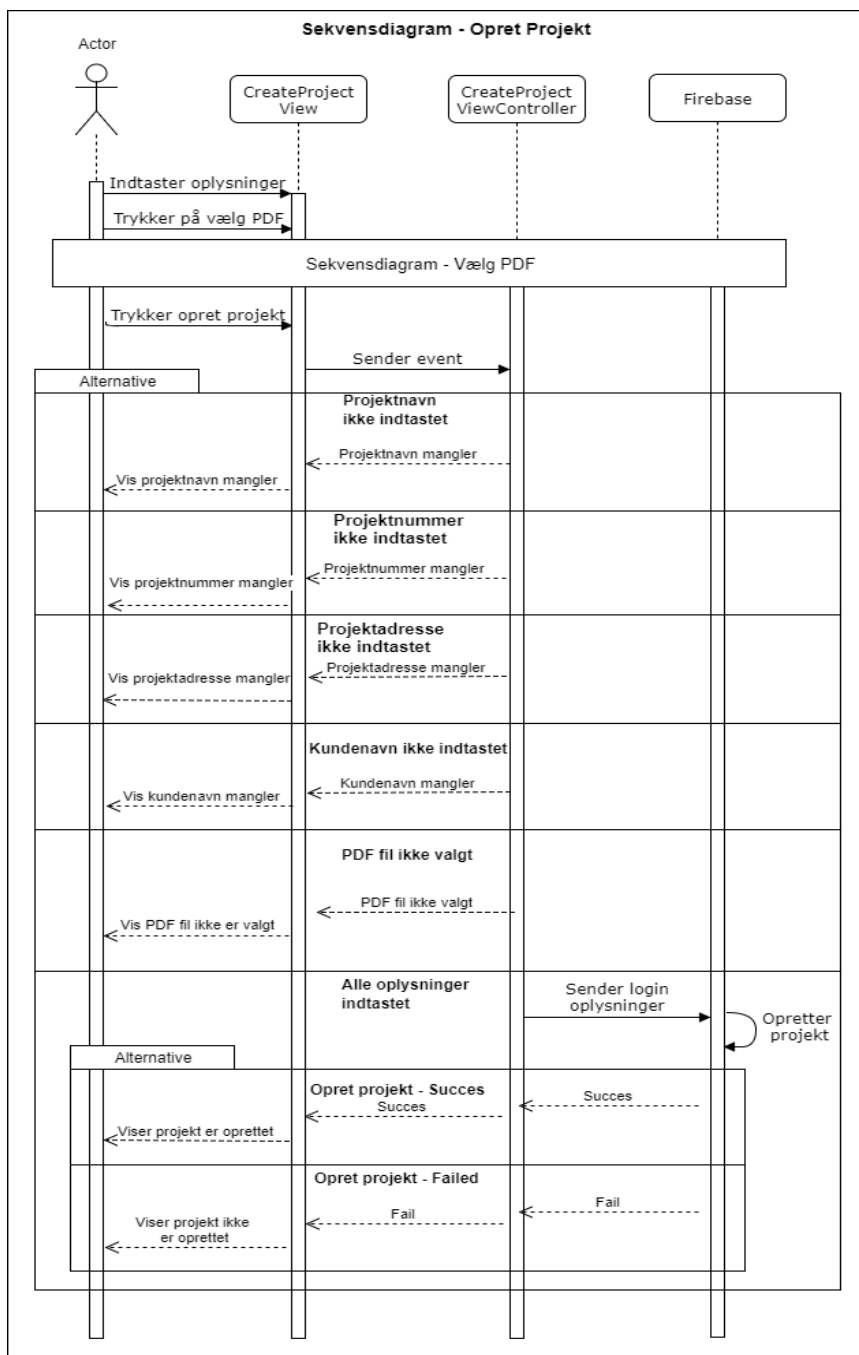 Sekvensdiagram - Opret Projekt
Actor
CreateProject
View
CreateProject
ViewController
Firebase
Indtaster oplysninger
Trykker på vælg PDF
Sekvensdiagram - Vælg PDF
Trykker opret projekt
Sender event
Alternative
Projektnavn
ikke indtastet
Projektnavn mangler
Vis projektnavn mangler
Projektnummer
ikke indtastet
Projektnummer mangler
Vis projektnummer mangler
Projektadresse
ikke indtastet
Projektadresse mangler
Vis projektadresse mangler
Kundenavn ikke indtastet
Kundenavn mangler
Vis kundenavn mangler
PDF fil ikke valgt
PDF fil ikke valgt
Vis PDF fil ikke er valgt
Alle oplysninger
indtastet
Sender login
oplysninger
Opretter
projekt
Alternative
Opret projekt - Succes
Succes
Succes
Viser projekt er oprettet
Opret projekt - Failed
Fail
Fail
Viser projekt ikke
er oprettet